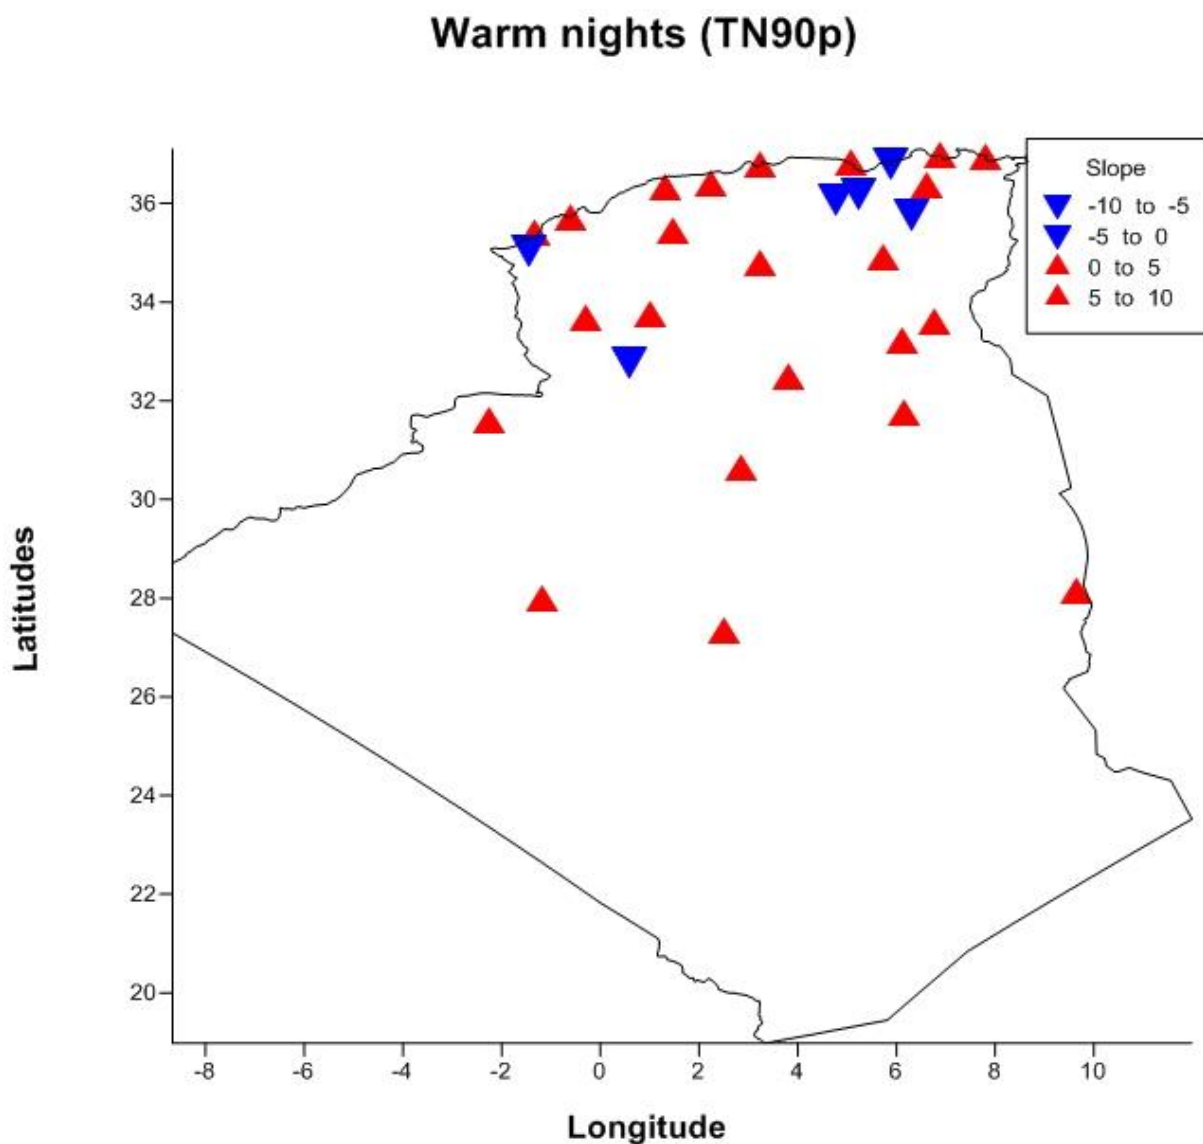 Warm nights (TN90p)
Slope
-10 to -5
-5 to 0
0 to 5
5 to 10
36
34
32
30
28
26
24
22
20
Latitudes
-8 -6 -4 -2 0 2 4 6 8 10
Longitude